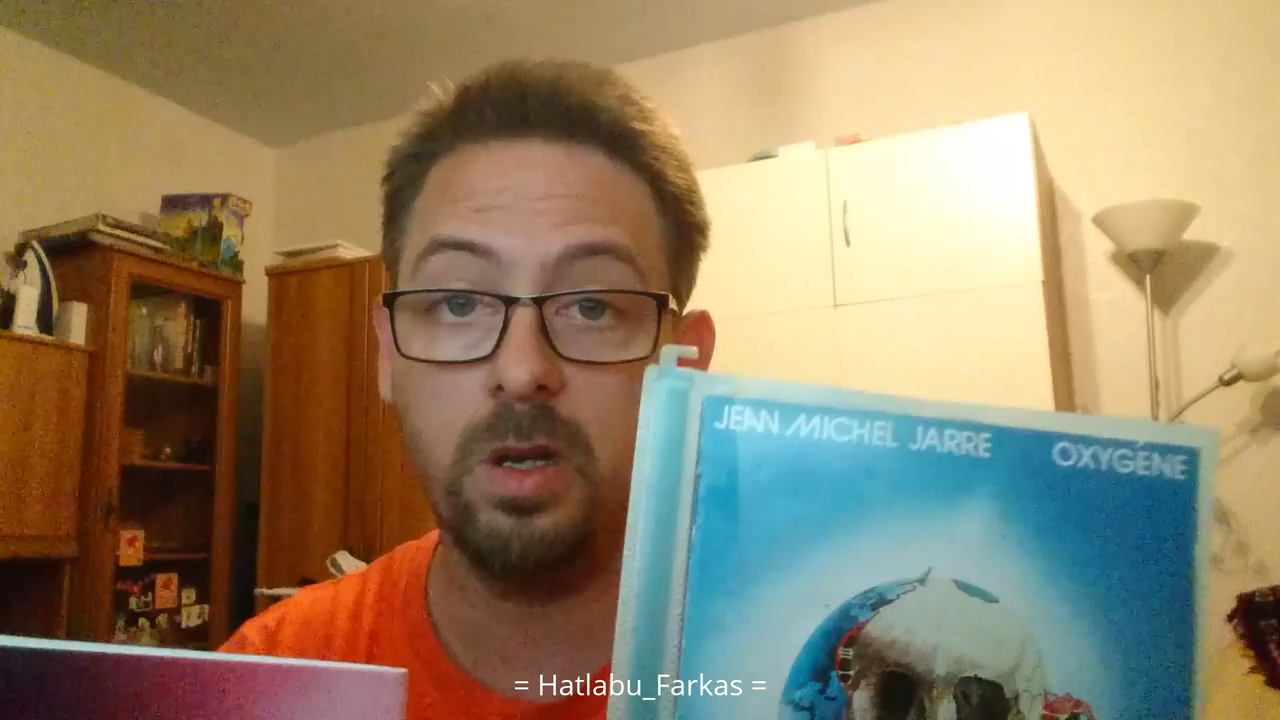 JEAN MICHEL JARRE OXYGÈNE
= Hatlabu_Farkas =